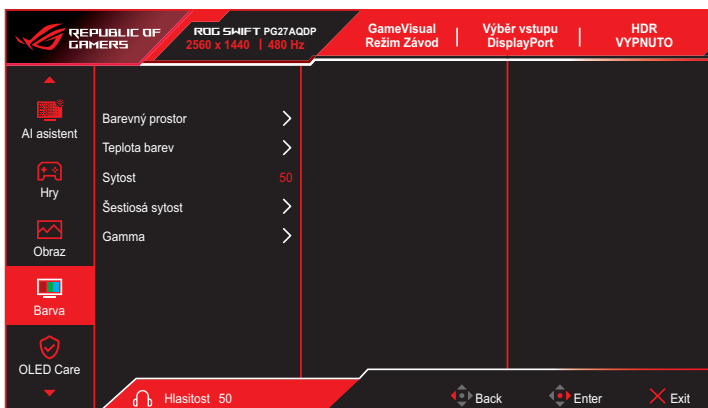 REPUBLIC OF
GAMERS
ROG SWIFT PG27AQDP
2560 x 1440 | 480 Hz
GameVisual
Režim Závod
Výběr vstupu
DisplayPort
HDR
VYPNUTO
AI asistent
Hry
Obraz
Barva
OLED Care
Barevný prostor
Teplota barev
Sytost 50
Šestiosá sytost
Gamma
Hlasitost 50
Back
Enter
Exit